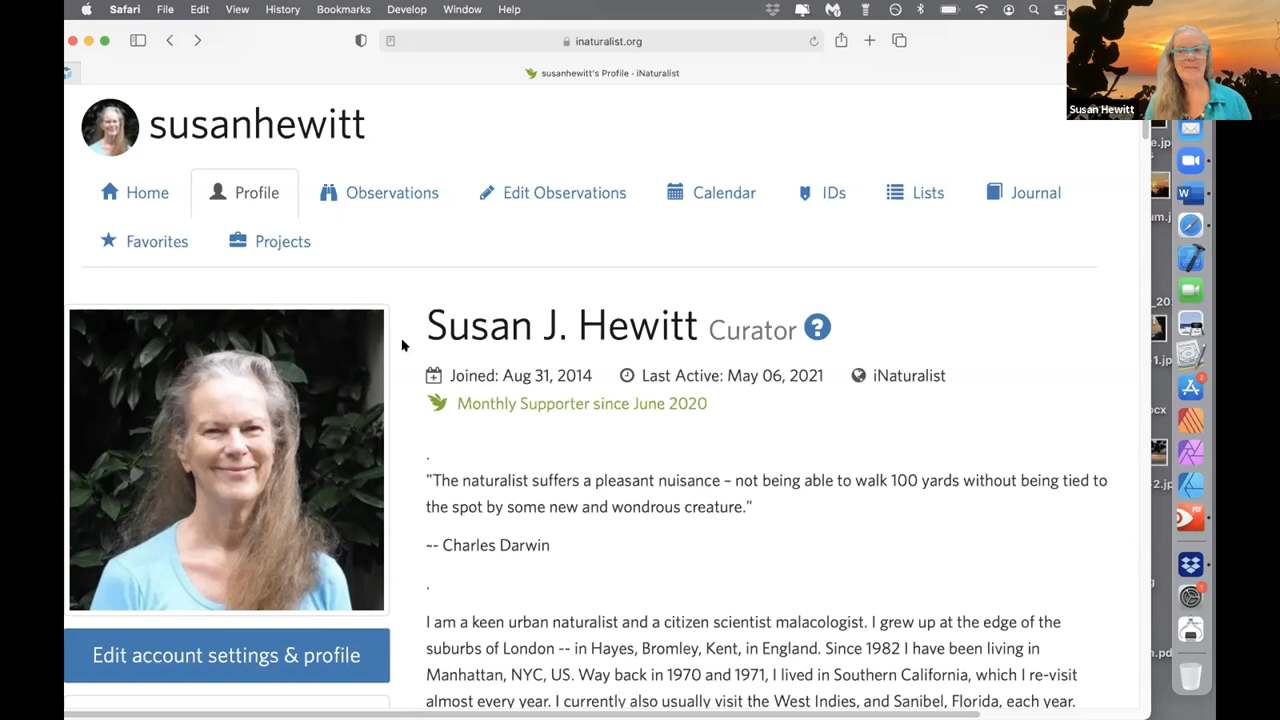 Safari File Edit View History Bookmarks Develop Window Help
inaturalist.org
susanhewitt's Profile · iNaturalist
Susan Hewitt
susanhewitt
Home Profile Observations Edit Observations Calendar IDs Lists Journal
Favorites Projects
Susan J. Hewitt Curator ?
Joined: Aug 31, 2014 Last Active: May 06, 2021 iNaturalist
Monthly Supporter since June 2020
.
"The naturalist suffers a pleasant nuisance – not being able to walk 100 yards without being tied to
the spot by some new and wondrous creature."
-- Charles Darwin
.
I am a keen urban naturalist and a citizen scientist malacologist. I grew up at the edge of the
suburbs of London -- in Hayes, Bromley, Kent, in England. Since 1982 I have been living in
Manhattan, NYC, US. Way back in 1970 and 1971, I lived in Southern California, which I re-visit
almost every year. I currently also usually visit the West Indies, and Sanibel, Florida, each year.
Edit account settings & profile